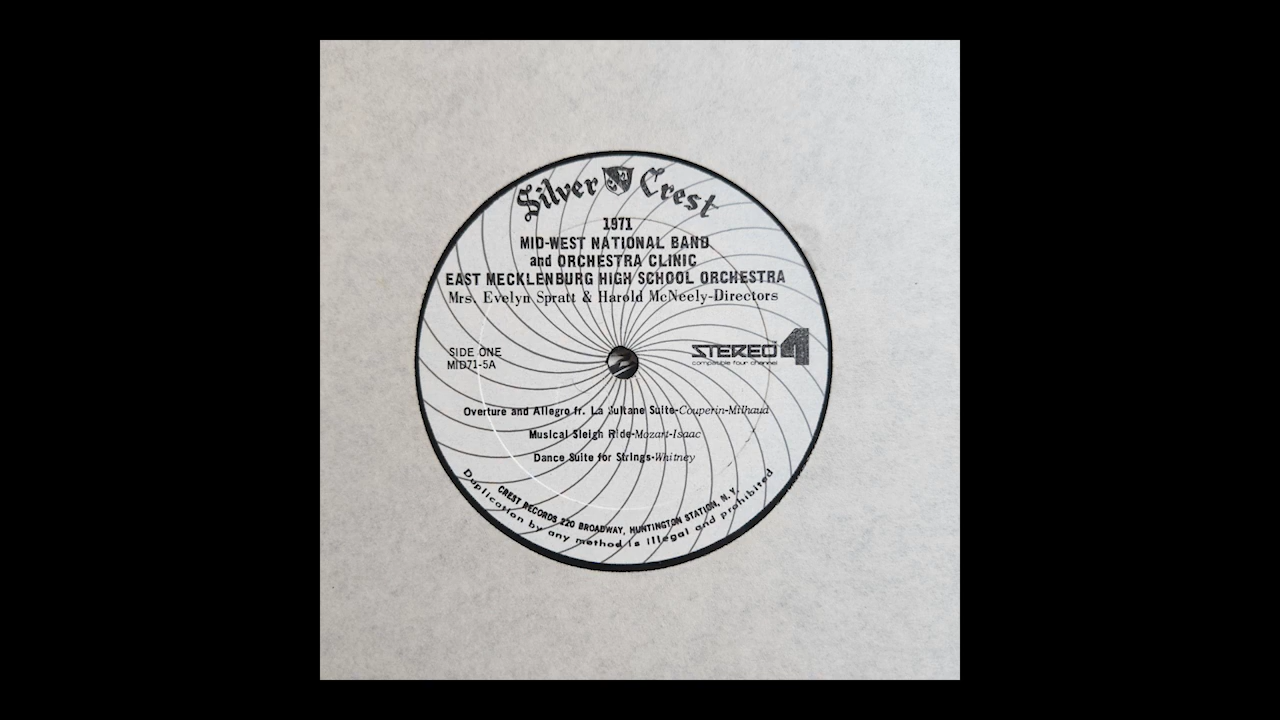 Silver Crest
1971
MID-WEST NATIONAL BAND
and ORCHESTRA CLINIC
EAST MECKLENBURG HIGH SCHOOL ORCHESTRA
Mrs. Evelyn Spratt & Harold McNeely-Directors
SIDE ONE
MID71-5A
STEREO 4
compatible four channel
Overture and Allegro fr. La Sultane Suite-Couperin-Milhaud
Musical Sleigh Ride-Mozart-Isaac
Dance Suite for Strings-Whitney
CREST RECORDS 220 BROADWAY, HUNTINGTON STATION, N. Y.
Duplication by any method is illegal and prohibited